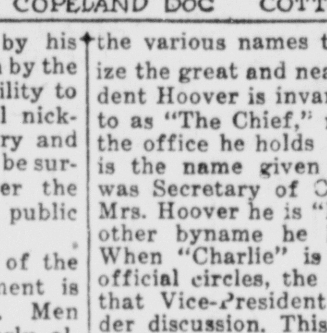 COPELAND DOC
by his
by the
ility to
nick-
ry and
be sur-
er the
public
of the
ment is
Men
the various names
ize the great and
dent Hoover is
to as "The Chief,"
the office he holds
is the name given
was Secretary of
Mrs. Hoover he is
other byname he
When "Charlie" is
official circles, the
that Vice-President
der discussion. This